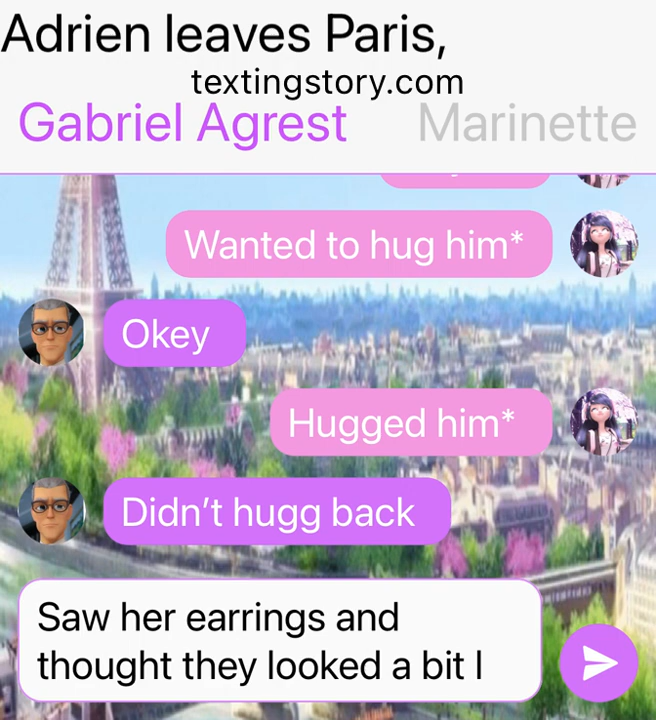 Adrien leaves Paris,
textingstory.com
Gabriel Agrest
Marinette
Wanted to hug him*
Okey
Hugged him*
Didn't hugg back
Saw her earrings and
thought they looked a bit l